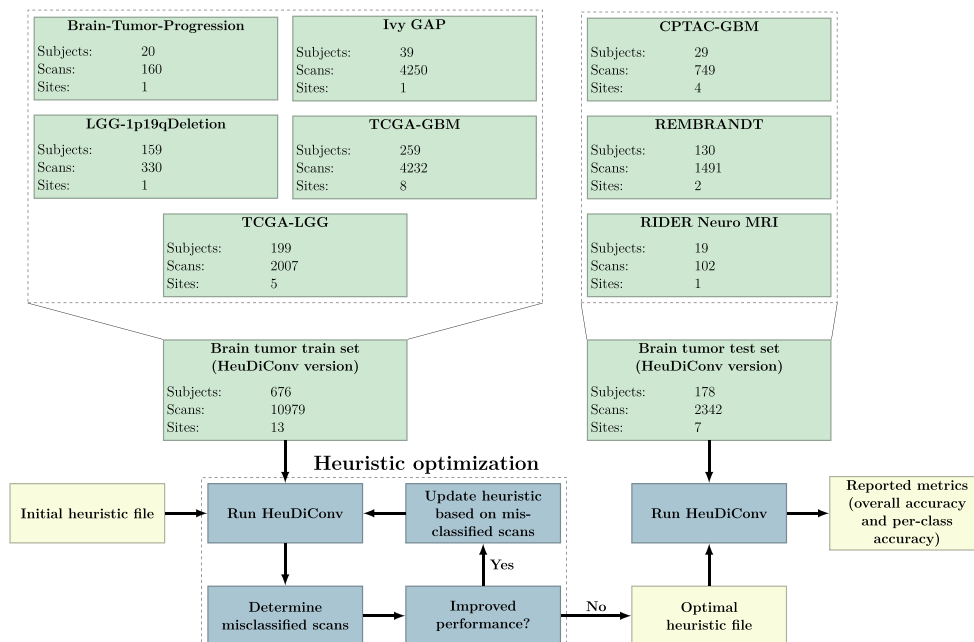 Brain-Tumor-Progression
Subjects: 20
Scans: 160
Sites: 1
Ivy GAP
Subjects: 39
Scans: 4250
Sites: 1
LGG-1p19qDeletion
Subjects: 159
Scans: 330
Sites: 1
TCGA-GBM
Subjects: 259
Scans: 4232
Sites: 8
TCGA-LGG
Subjects: 199
Scans: 2007
Sites: 5
CPTAC-GBM
Subjects: 29
Scans: 749
Sites: 4
REMBRANDT
Subjects: 130
Scans: 1491
Sites: 2
RIDER Neuro MRI
Subjects: 19
Scans: 102
Sites: 1
Brain tumor train set
(HeuDiConv version)
Subjects: 676
Scans: 10979
Sites: 13
Brain tumor test set
(HeuDiConv version)
Subjects: 178
Scans: 2342
Sites: 7
Heuristic optimization
Initial heuristic file
Run HeuDiConv
Update heuristic
based on mis-
classified scans
Yes
Determine
misclassified scans
Improved
performance?
No
Optimal
heuristic file
Run HeuDiConv
Reported metrics
(overall accuracy
and per-class
accuracy)